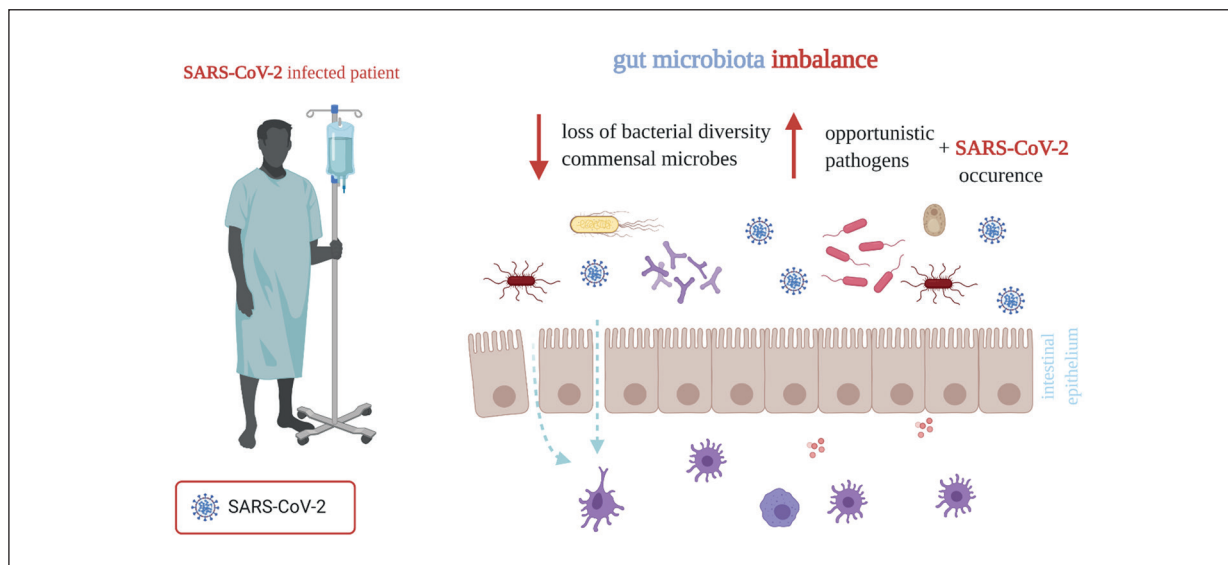 SARS-CoV-2 infected patient
gut microbiota imbalance
loss of bacterial diversity
commensal microbes
opportunistic
pathogens
+ SARS-CoV-2
occurence
intestinal
epithelium
SARS-CoV-2